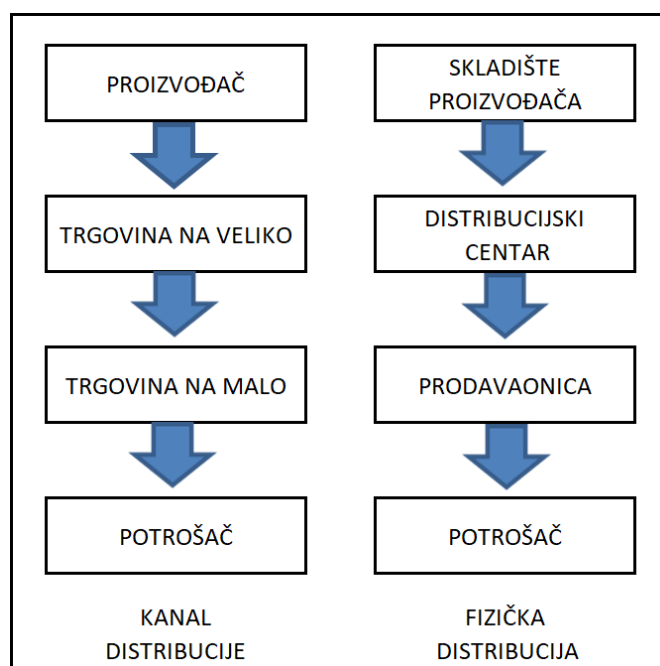 PROIZVOĐAČ
TRGOVINA NA VELIKO
TRGOVINA NA MALO
POTROŠAČ
KANAL
DISTRIBUCIJE
SKLADIŠTE
PROIZVOĐAČA
DISTRIBUCIJSKI
CENTAR
PRODAVAONICA
POTROŠAČ
FIZIČKA
DISTRIBUCIJA